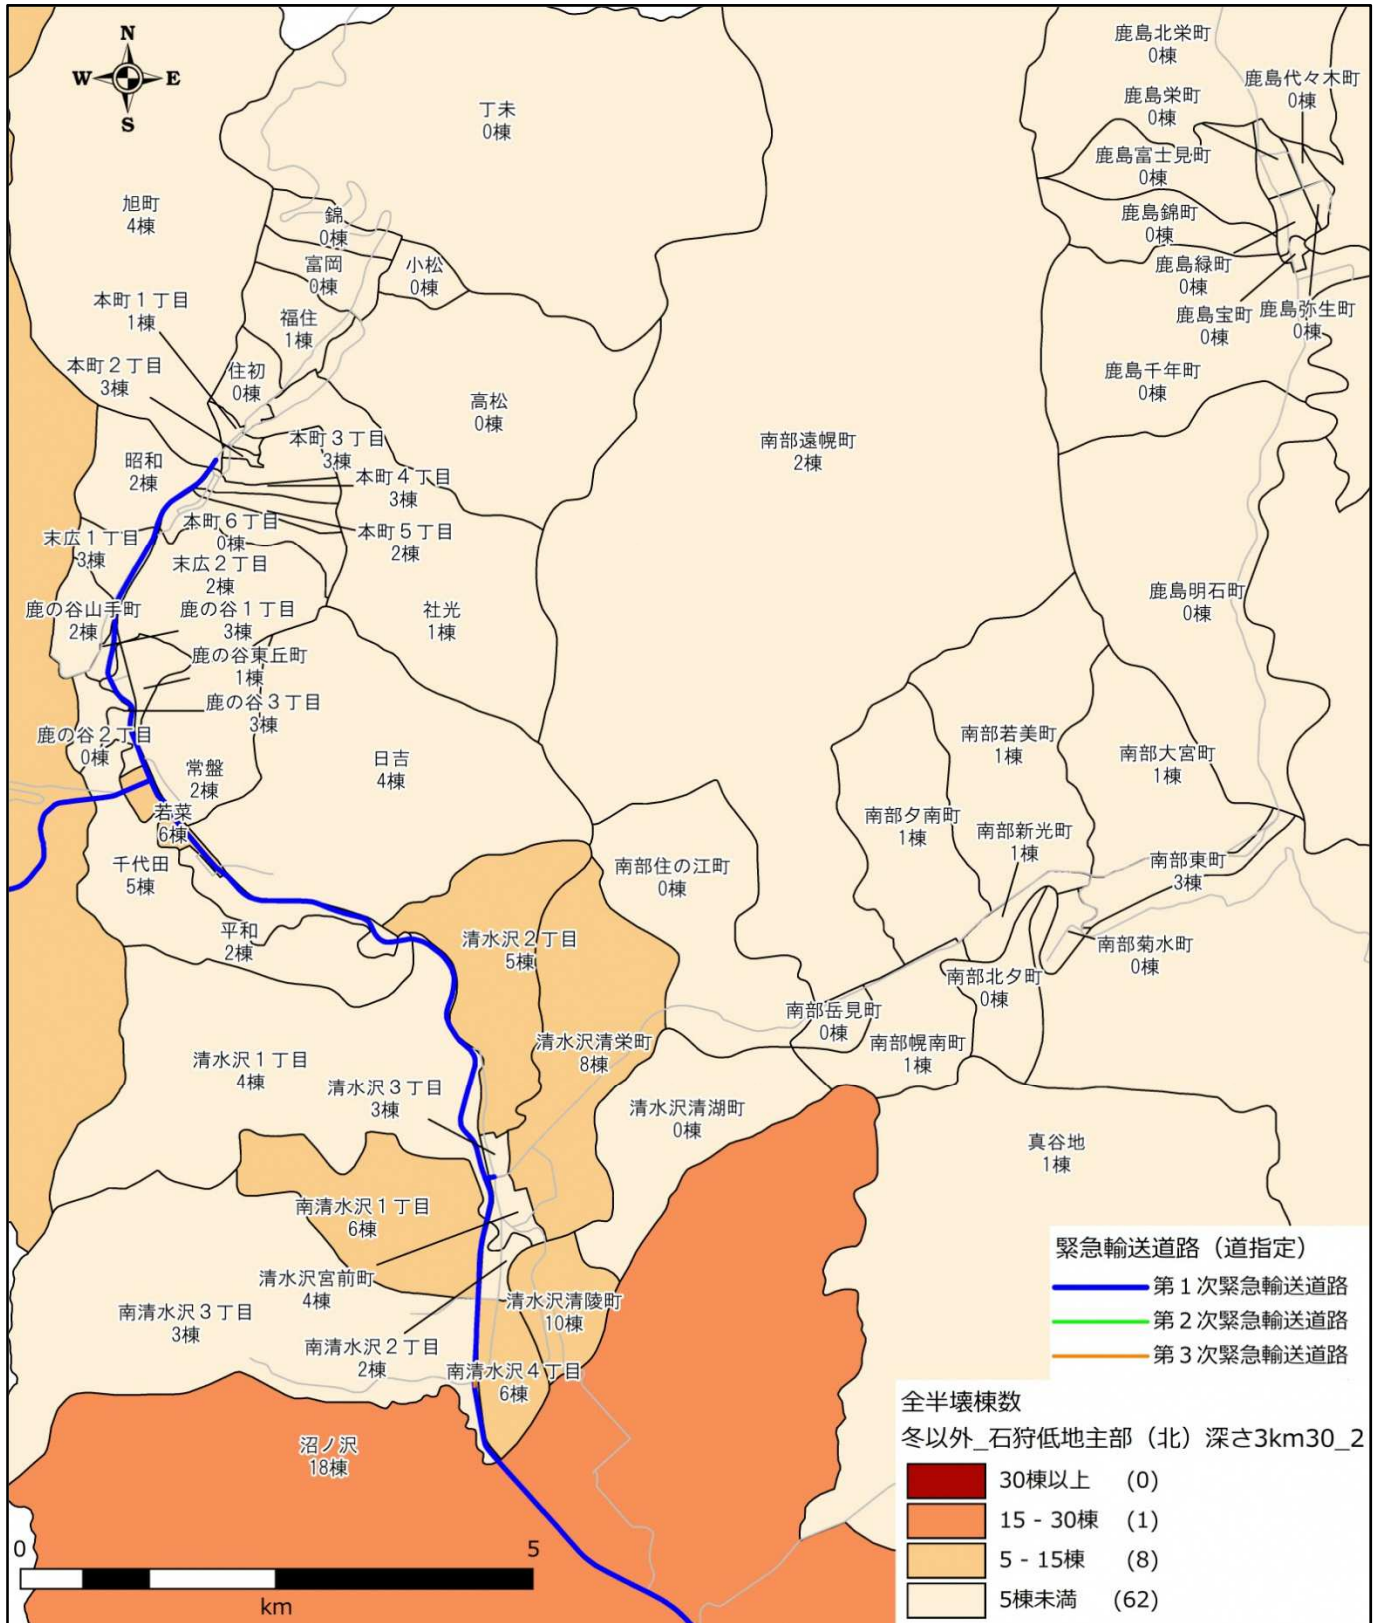 N
W
E
S
鹿島北栄町
0棟
鹿島代々木町
0棟
鹿島栄町
0棟
丁未
0棟
鹿島富士見町
0棟
旭町
4棟
錦
0棟
鹿島錦町
0棟
富岡
0棟
小松
0棟
鹿島緑町
0棟
本町１丁目
1棟
福住
1棟
鹿島宝町
0棟
鹿島弥生町
0棟
本町２丁目
3棟
住初
0棟
鹿島千年町
0棟
高松
0棟
本町３丁目
3棟
南部遠幌町
2棟
昭和
2棟
本町４丁目
3棟
本町６丁目
0棟
本町５丁目
2棟
末広１丁目
3棟
末広２丁目
2棟
鹿島明石町
0棟
鹿の谷山手町
2棟
鹿の谷１丁目
3棟
社光
1棟
鹿の谷東丘町
1棟
鹿の谷３丁目
3棟
鹿の谷２丁目
0棟
南部若美町
1棟
常盤
2棟
日吉
4棟
南部大宮町
1棟
若菜
6棟
南部夕南町
1棟
南部新光町
1棟
千代田
5棟
南部住の江町
0棟
南部東町
3棟
平和
2棟
清水沢２丁目
5棟
南部菊水町
0棟
南部北夕町
0棟
南部岳見町
0棟
清水沢清栄町
8棟
南部幌南町
1棟
清水沢１丁目
4棟
清水沢３丁目
3棟
清水沢清湖町
0棟
真谷地
1棟
南清水沢１丁目
6棟
清水沢宮前町
4棟
南清水沢３丁目
3棟
清水沢清陵町
10棟
南清水沢２丁目
2棟
南清水沢４丁目
6棟
沼ノ沢
18棟
緊急輸送道路（道指定）
第１次緊急輸送道路
第２次緊急輸送道路
第３次緊急輸送道路
全半壊棟数
冬以外_石狩低地主部（北）深さ3km30_2
30棟以上 (0)
15 - 30棟 (1)
5 - 15棟 (8)
5棟未満 (62)
0 5
km